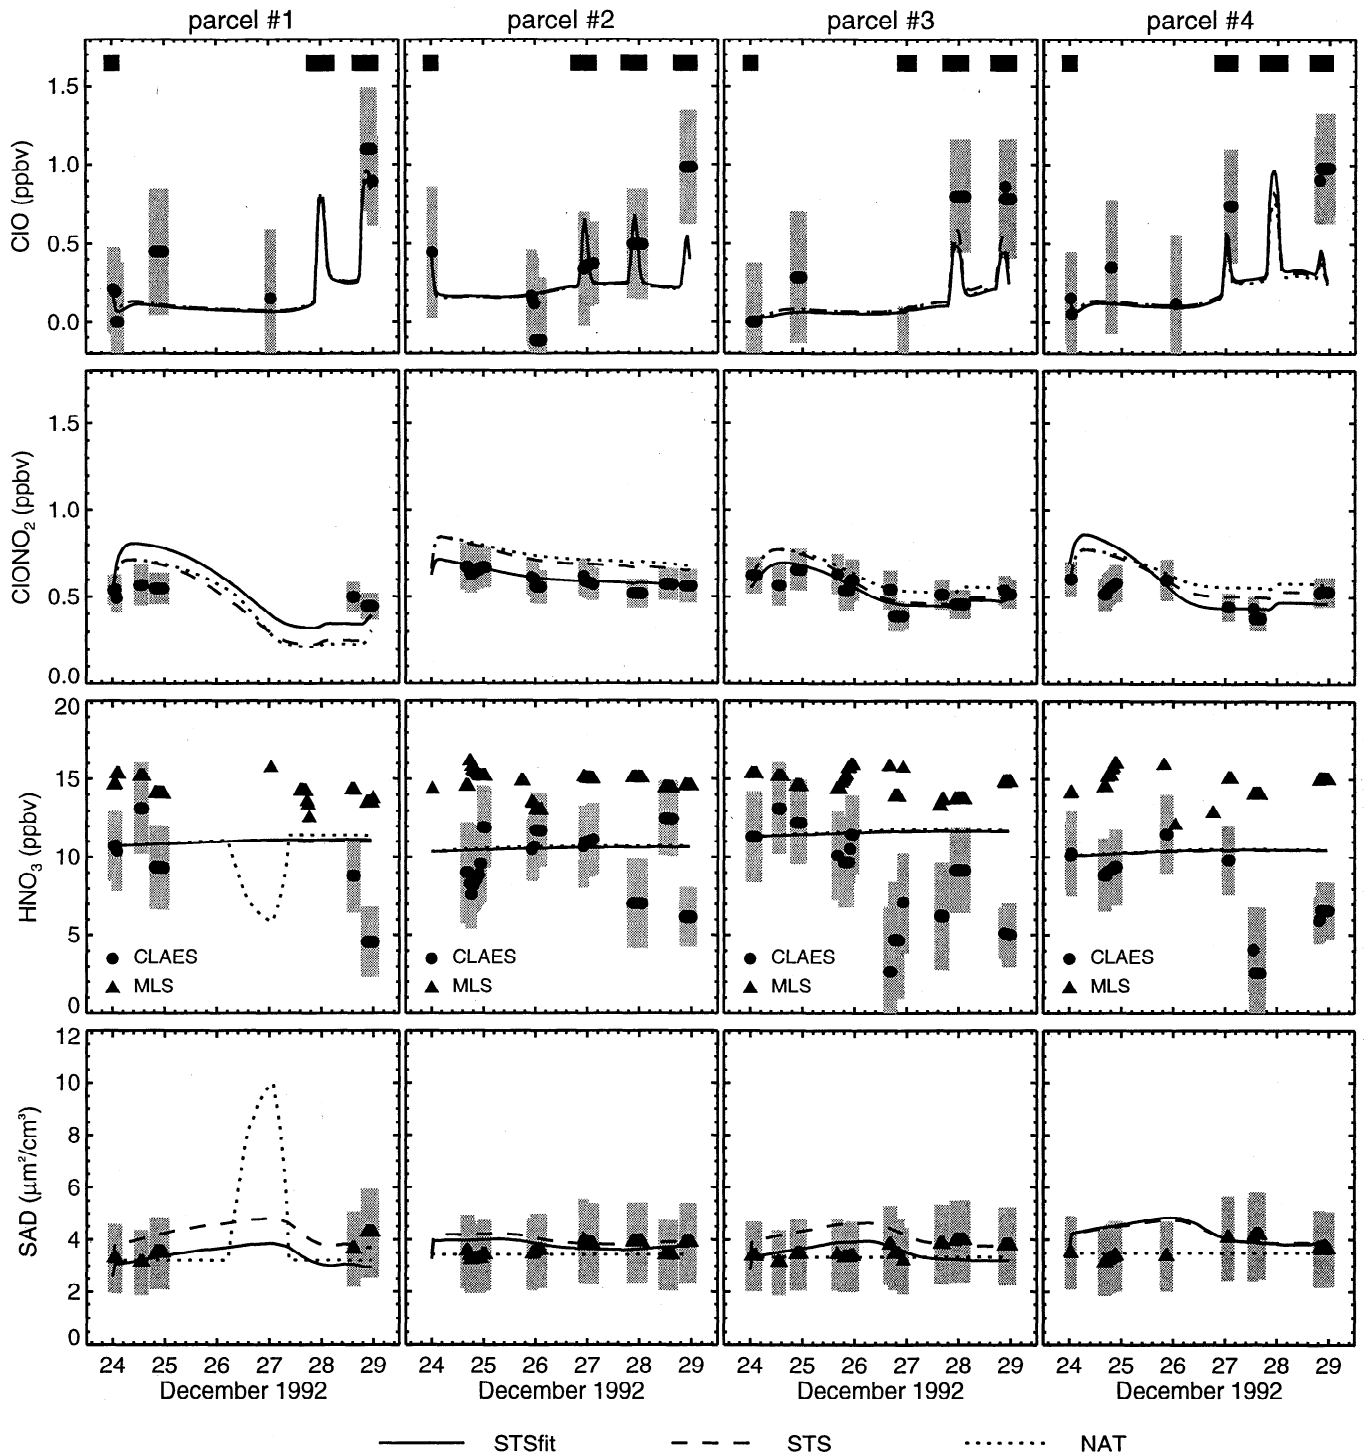 parcel #1 parcel #2 parcel #3 parcel #4
ClO (ppbv)
1.5
1.0
0.5
0.0
ClONO₂ (ppbv)
1.5
1.0
0.5
0.0
HNO₃ (ppbv)
20
15
10
5
0
CLAES CLAES CLAES CLAES
MLS MLS MLS MLS
SAD (μm²/cm³)
12
10
8
6
4
2
0
24 25 26 27 28 29 24 25 26 27 28 29 24 25 26 27 28 29 24 25 26 27 28 29
December 1992 December 1992 December 1992 December 1992
STSfit STS NAT